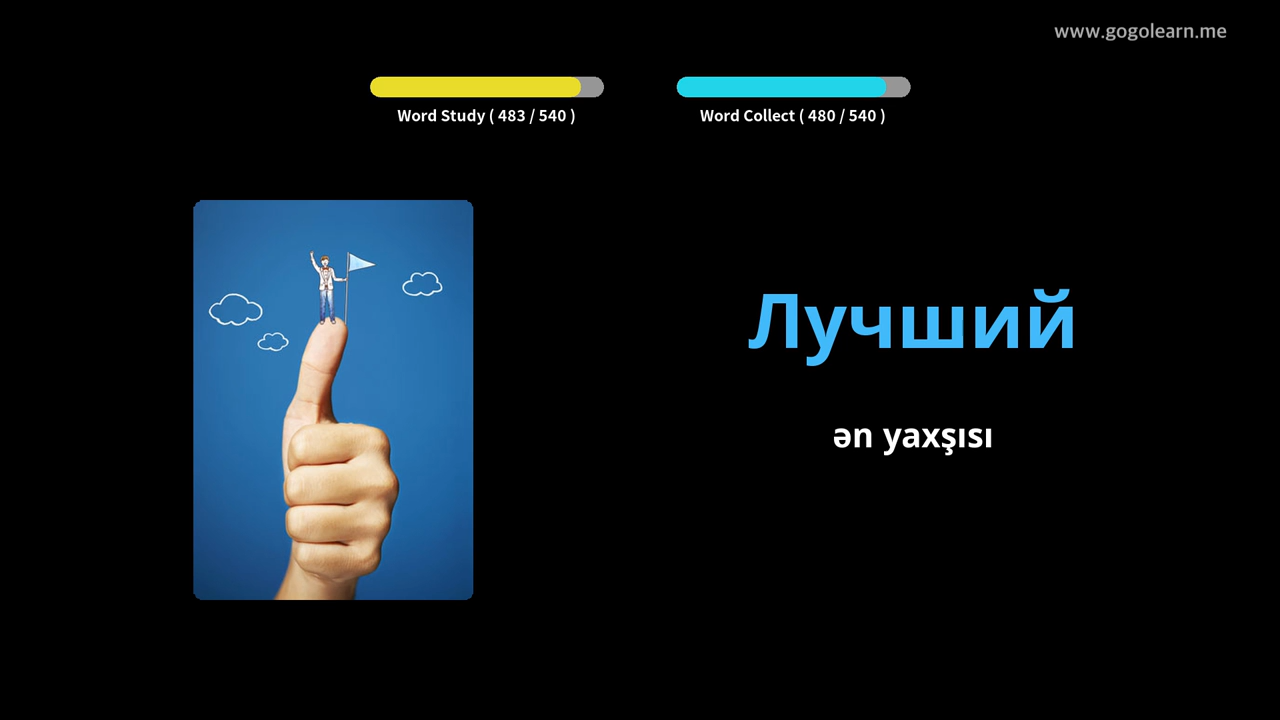 www.gogolearn.me
Word Study ( 483 / 540 )
Word Collect ( 480 / 540 )
Лучший
ən yaxşısı